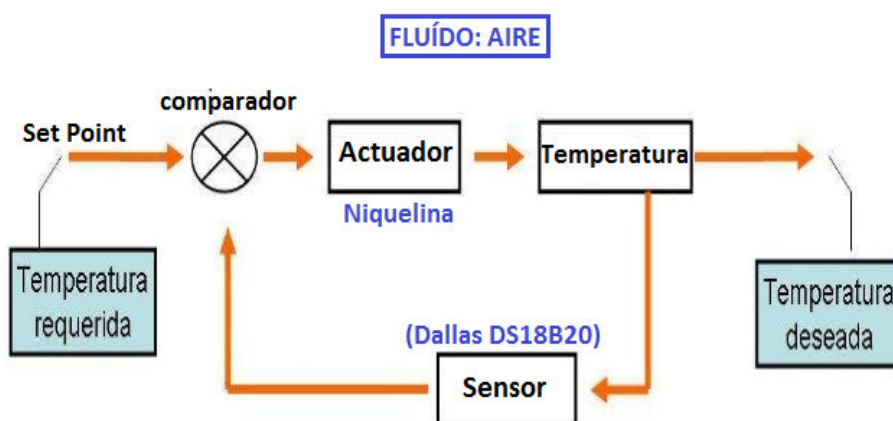 FLUÍDO: AIRE
comparador
Set Point
Actuador
Temperatura
Niquelina
Temperatura
requerida
Temperatura
deseada
(Dallas DS18B20)
Sensor